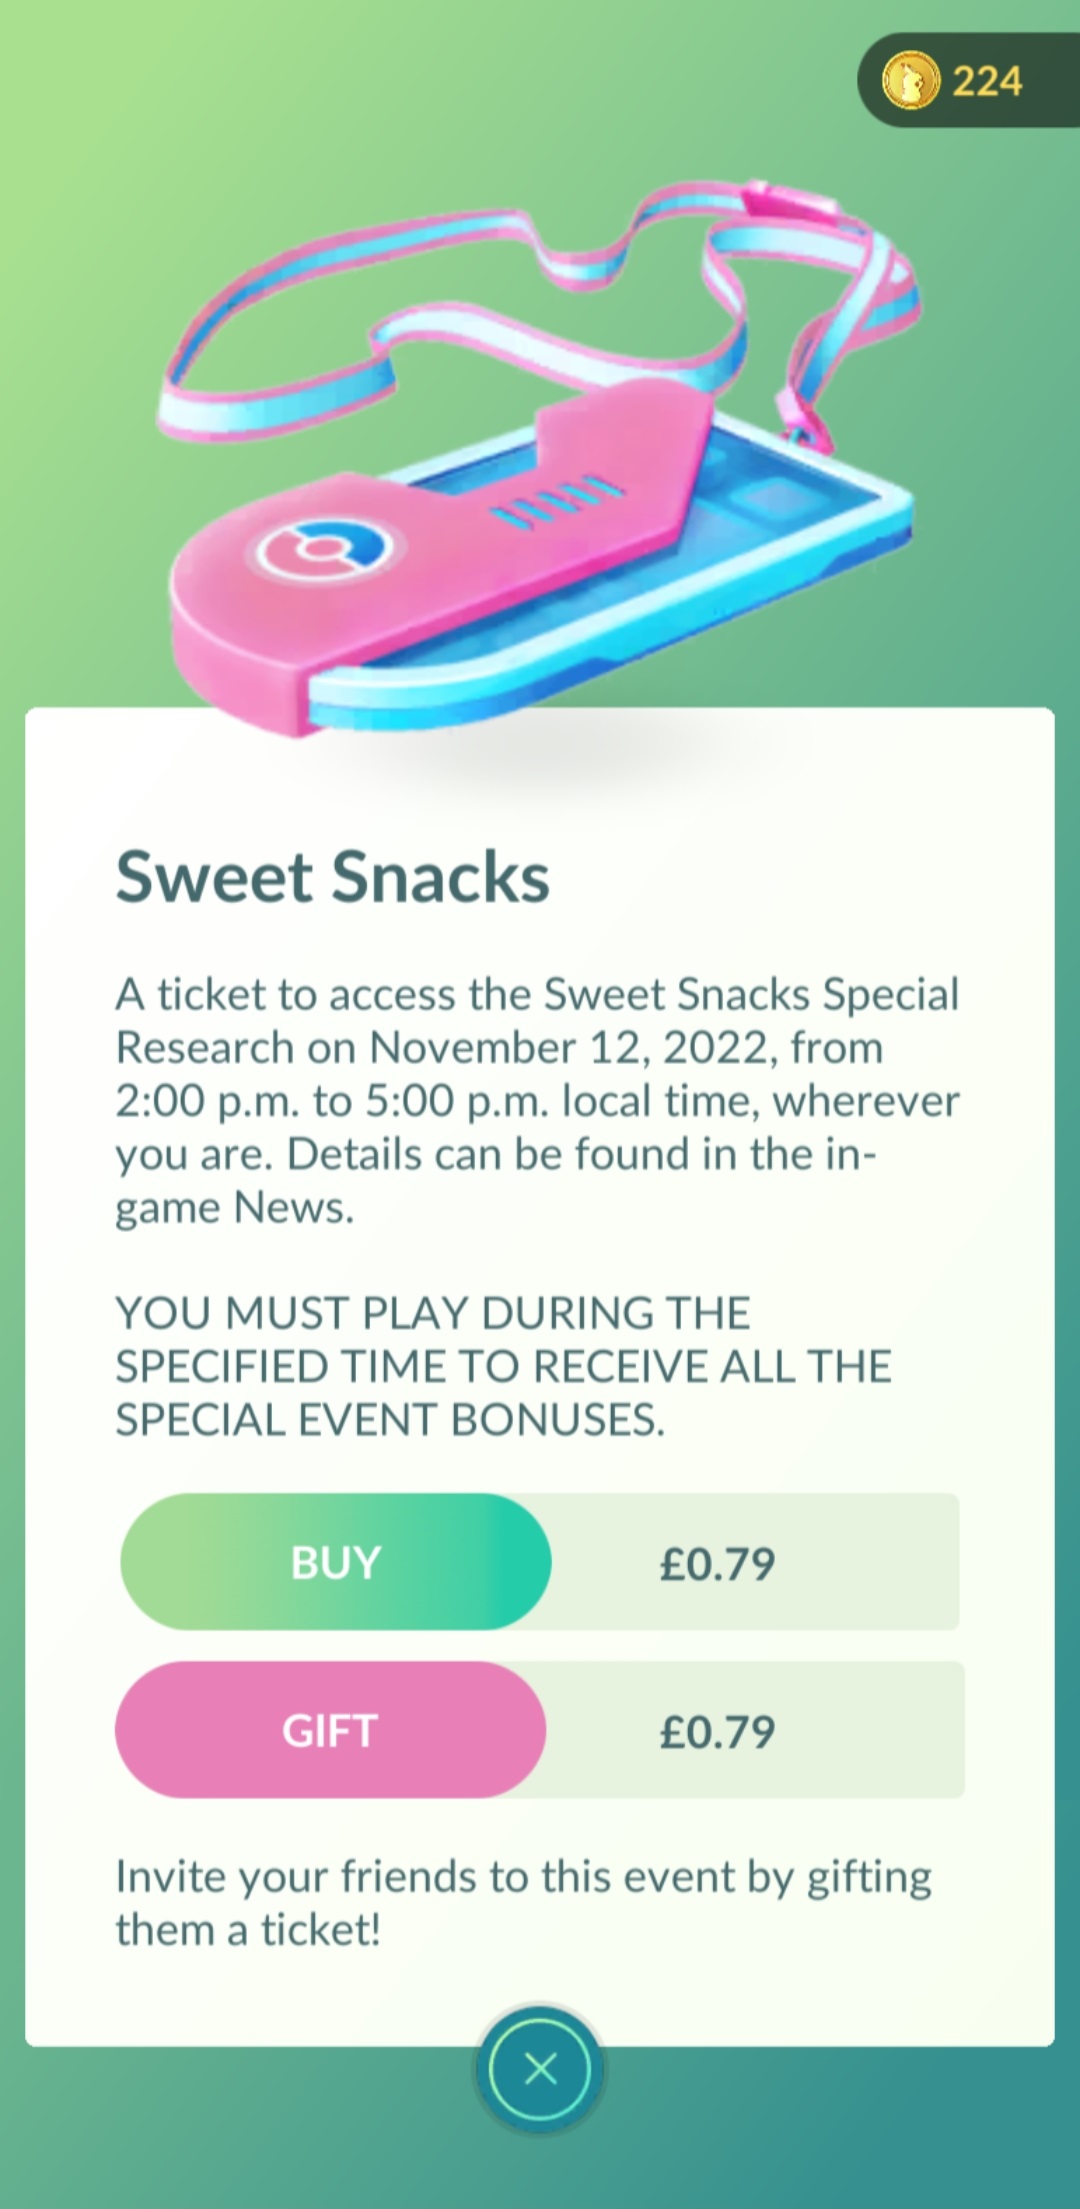 224
Sweet Snacks
A ticket to access the Sweet Snacks Special
Research on November 12, 2022, from
2:00 p.m. to 5:00 p.m. local time, wherever
you are. Details can be found in the in-
game News.
YOU MUST PLAY DURING THE
SPECIFIED TIME TO RECEIVE ALL THE
SPECIAL EVENT BONUSES.
BUY £0.79
GIFT £0.79
Invite your friends to this event by gifting
them a ticket!